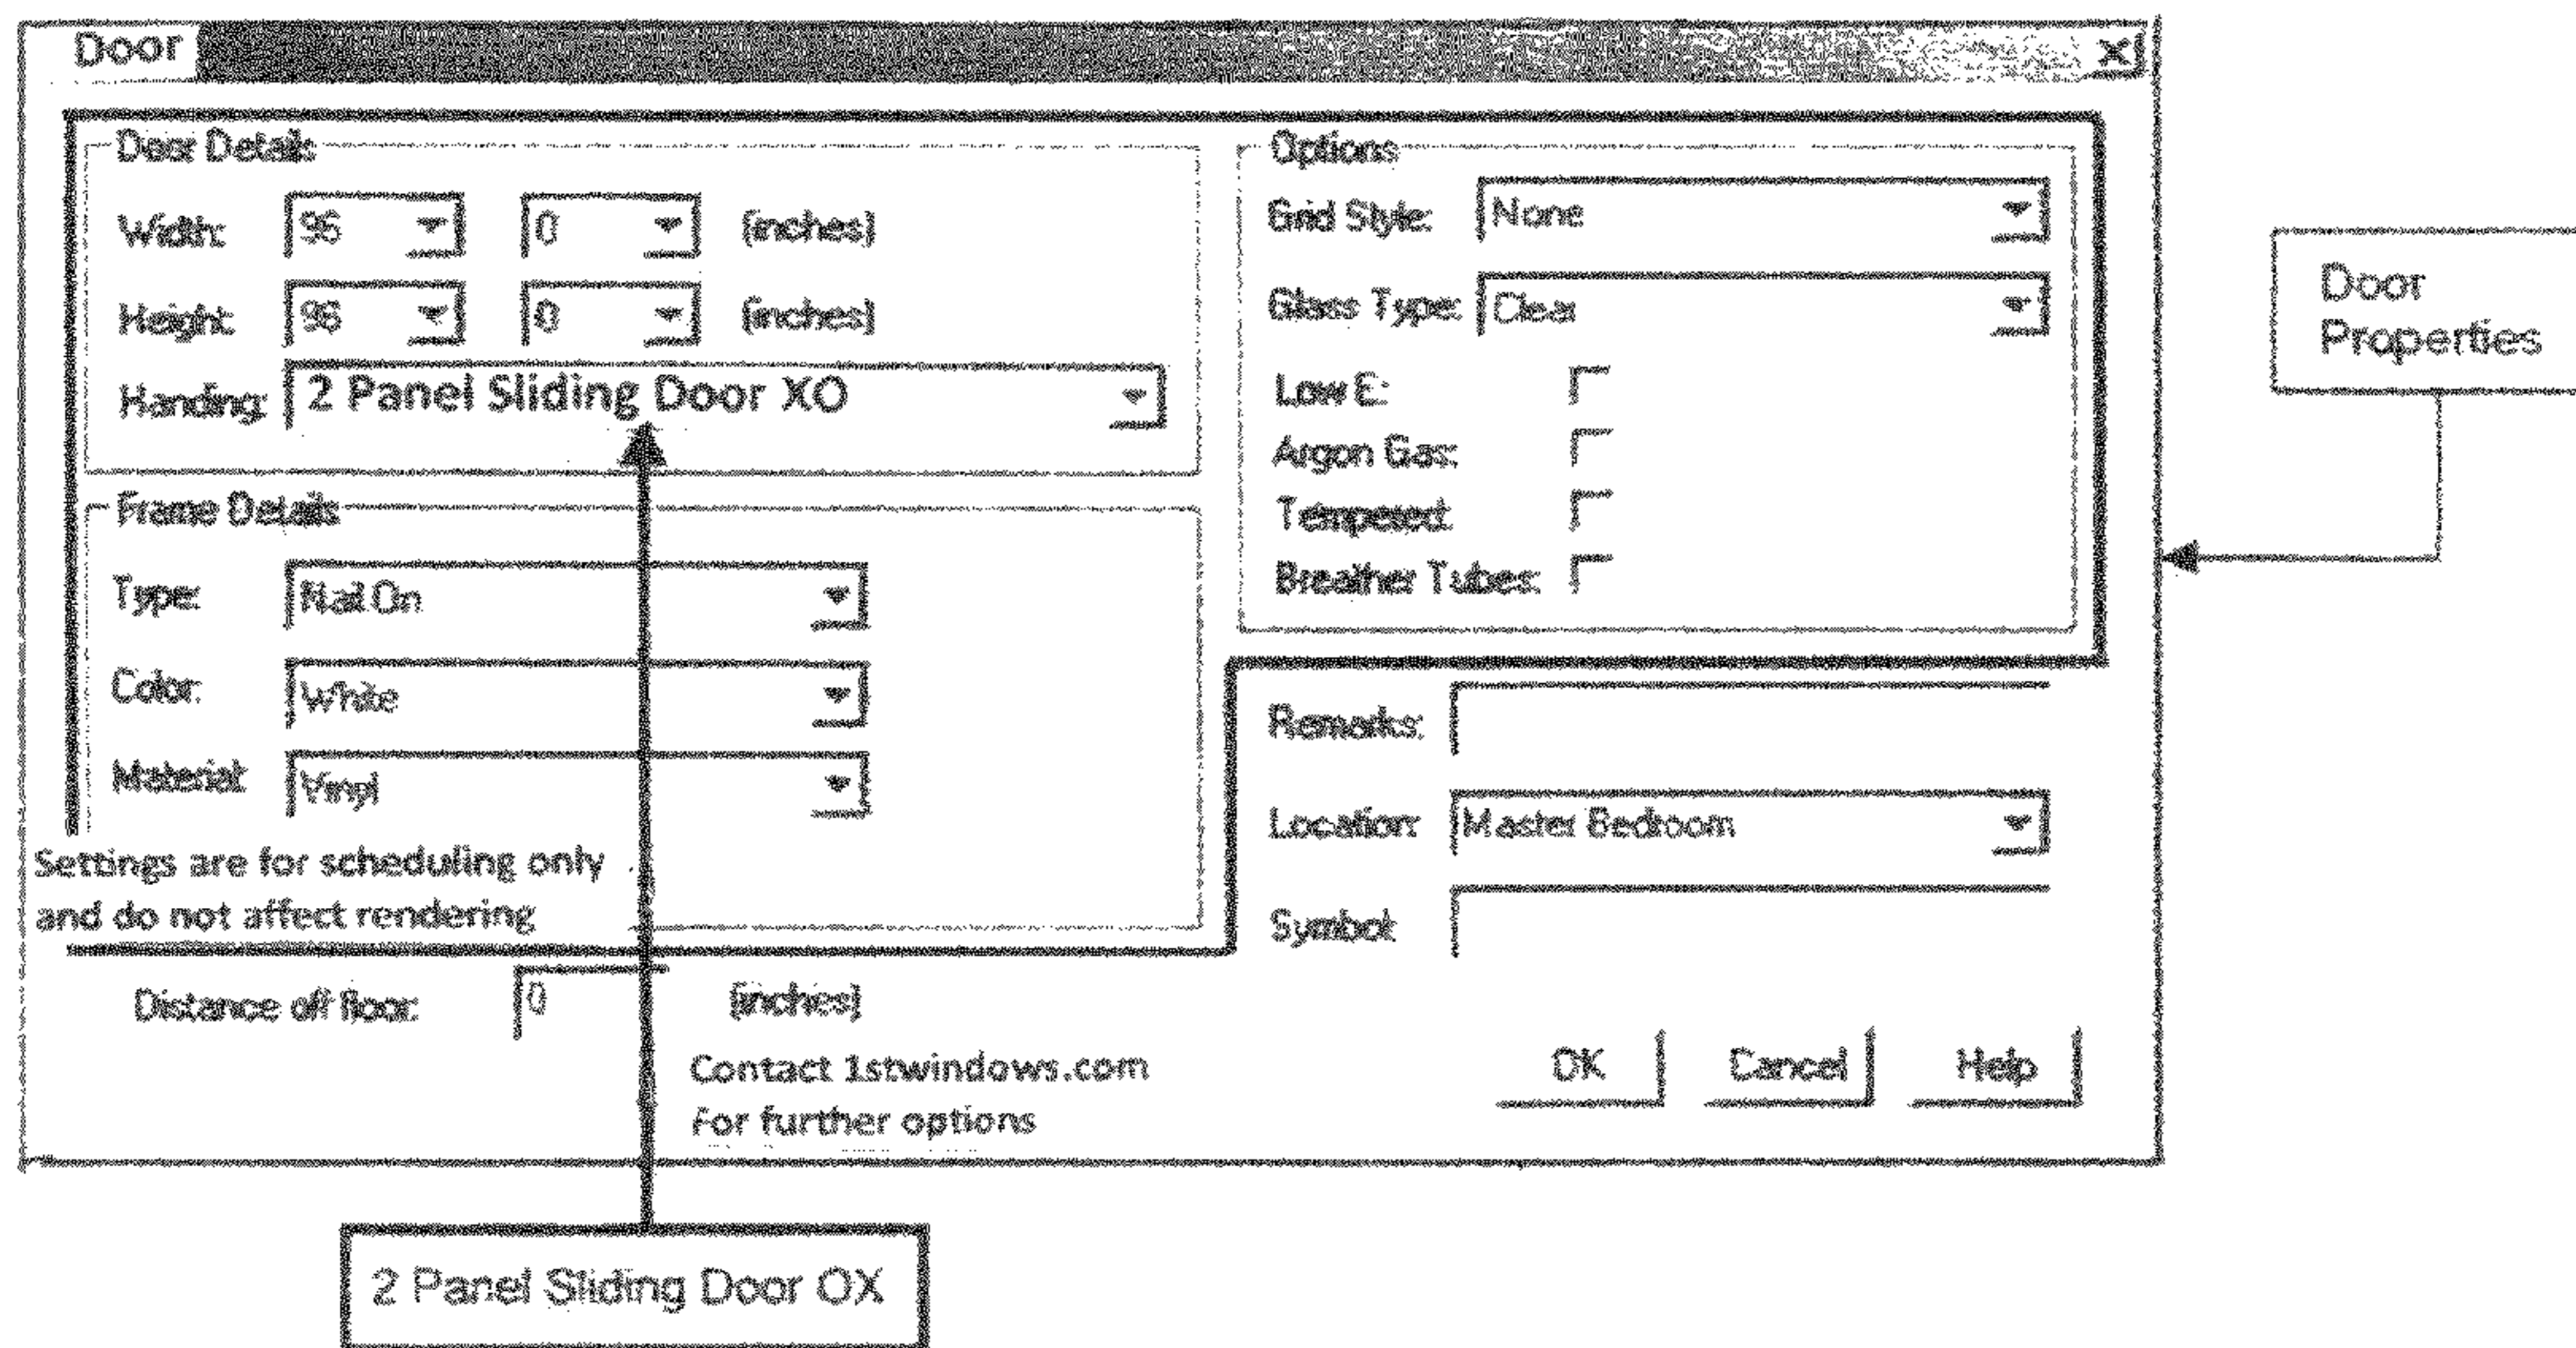 Door
X
Door Details
Width: 96 0 (inches)
Height: 96 0 (inches)
Handing: 2 Panel Sliding Door XO
Frame Details
Type: Nail On
Color: White
Material: Vinyl
Settings are for scheduling only
and do not affect rendering
Distance off floor: 0 (inches)
Contact 1stwindows.com
For further options
Options
Grid Style: None
Glass Type: Clear
Low E:
Argon Gas:
Tempered:
Breather Tubes:
Remarks:
Location: Master Bedroom
Symbol:
OK Cancel Help
Door
Properties
2 Panel Sliding Door OX